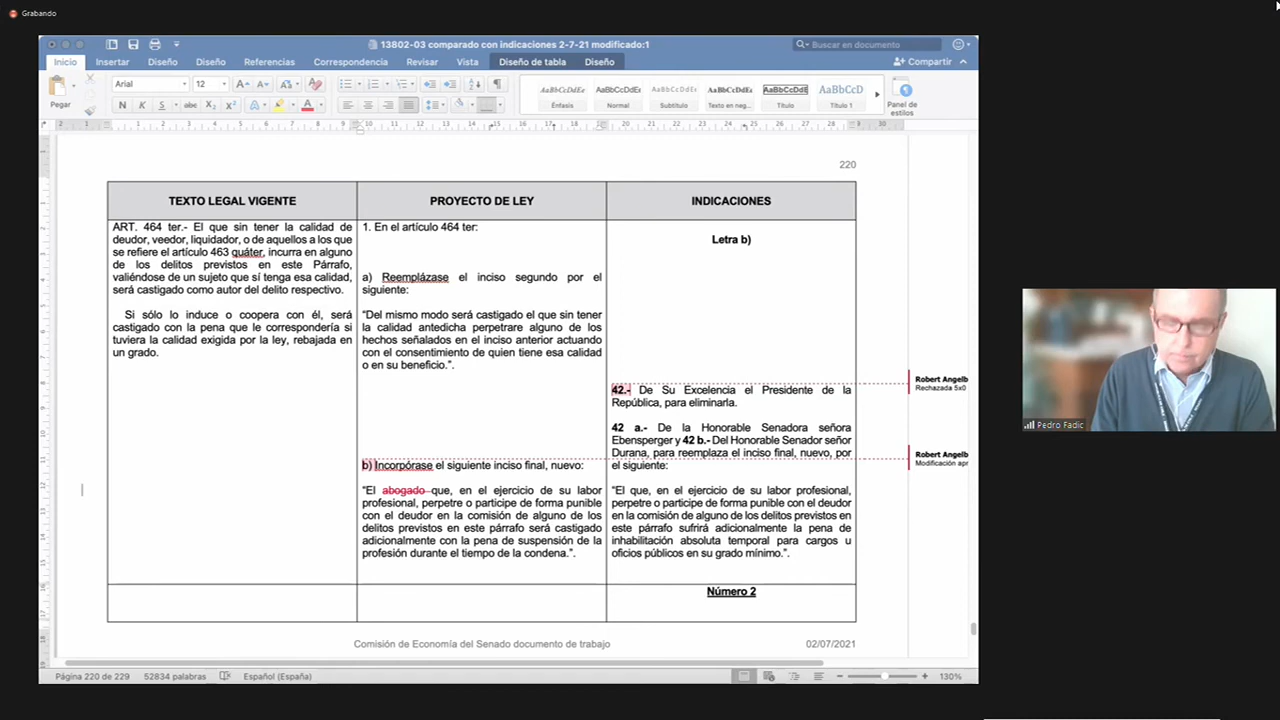 Grabando
13802-03 comparado con indicaciones 2-7-21 modificado:1
Buscar en documento
Inicio Insertar Diseño Diseño Referencias Correspondencia Revisar Vista Diseño de tabla Diseño
Compartir
Pegar
Arial 12
N K S abc X₂ X²
AaBbCcDdEe AaBbCcDdEe AaBbCcDdEe AaBbCcDdEe AaBbCcDdE AaBbCcD
Énfasis Normal Subtítulo Texto en neg... Título Título 1
Panel de
estilos
220
TEXTO LEGAL VIGENTE
ART. 464 ter.- El que sin tener la calidad de
deudor, veedor, liquidador, o de aquellos a los que
se refiere el artículo 463 quáter, incurra en alguno
de los delitos previstos en este Párrafo,
valiéndose de un sujeto que sí tenga esa calidad,
será castigado como autor del delito respectivo.
Si sólo lo induce o coopera con él, será
castigado con la pena que le correspondería si
tuviera la calidad exigida por la ley, rebajada en
un grado.
PROYECTO DE LEY
1. En el artículo 464 ter:
a) Reemplázase el inciso segundo por el
siguiente:
“Del mismo modo será castigado el que sin tener
la calidad antedicha perpetrare alguno de los
hechos señalados en el inciso anterior actuando
con el consentimiento de quien tiene esa calidad
o en su beneficio.”.
b) Incorpórase el siguiente inciso final, nuevo:
“El abogado que, en el ejercicio de su labor
profesional, perpetre o participe de forma punible
con el deudor en la comisión de alguno de los
delitos previstos en este párrafo será castigado
adicionalmente con la pena de suspensión de la
profesión durante el tiempo de la condena.”.
INDICACIONES
Letra b)
42.- De Su Excelencia el Presidente de la
República, para eliminarla.
42 a.- De la Honorable Senadora señora
Ebensperger y 42 b.- Del Honorable Senador señor
Durana, para reemplaza el inciso final, nuevo, por
el siguiente:
“El que, en el ejercicio de su labor profesional,
perpetre o participe de forma punible con el deudor
en la comisión de alguno de los delitos previstos en
este párrafo sufrirá adicionalmente la pena de
inhabilitación absoluta temporal para cargos u
oficios públicos en su grado mínimo.”.
Número 2
Robert Angelb
Rechazada 5x0
Robert Angelb
Modificación apr
Comisión de Economía del Senado documento de trabajo
02/07/2021
Página 220 de 229 52834 palabras Español (España) 130%
Pedro Fadic